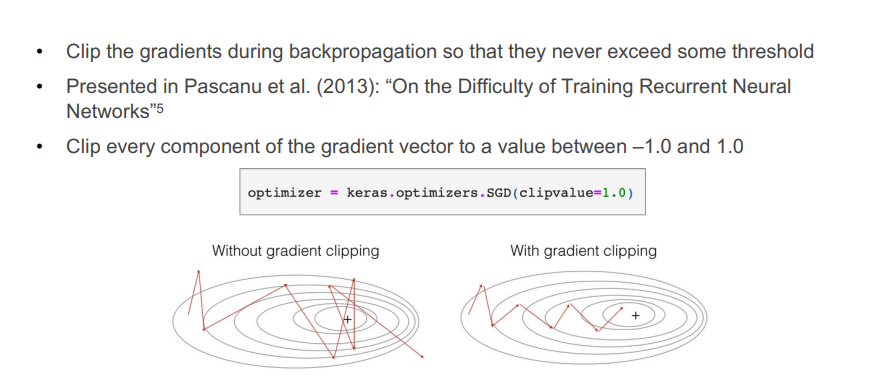 • Clip the gradients during backpropagation so that they never exceed some threshold
• Presented in Pascanu et al. (2013): “On the Difficulty of Training Recurrent Neural
Networks”⁵
• Clip every component of the gradient vector to a value between –1.0 and 1.0
optimizer = keras.optimizers.SGD(clipvalue=1.0)
Without gradient clipping
With gradient clipping